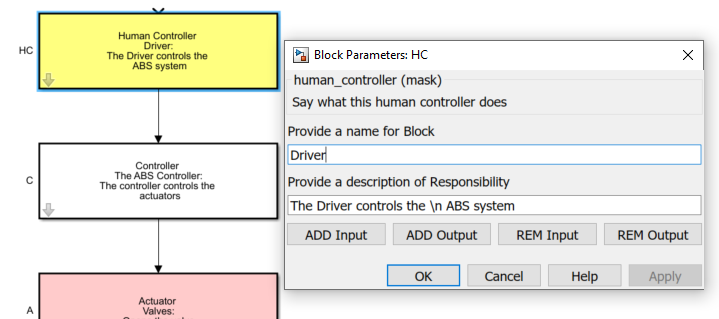 HC
Human Controller
Driver:
The Driver controls the
ABS system
C
Controller
The ABS Controller:
The controller controls the
actuators
A
Actuator
Valves:
Block Parameters: HC
human_controller (mask)
Say what this human controller does
Provide a name for Block
Driver
Provide a description of Responsibility
The Driver controls the \n ABS system
ADD Input ADD Output REM Input REM Output
OK Cancel Help Apply